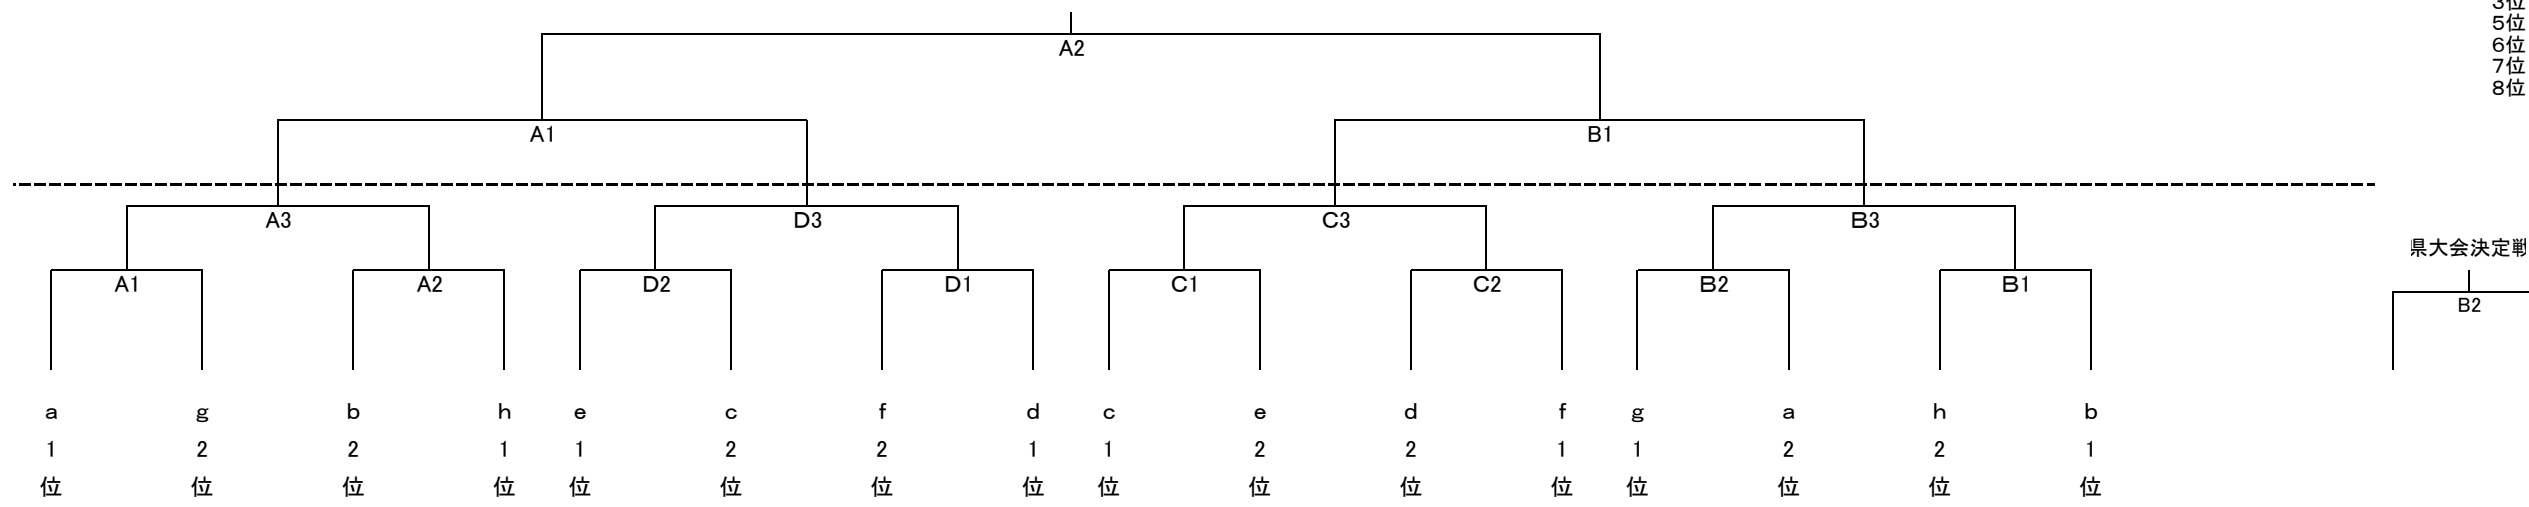 3位
5位
6位
7位
8位
A2
A1 B1
A3 D3 C3 B3
県大会決定戦
A1 A2 D2 D1 C1 C2 B2 B1
B2
a g b h e c f d c e d f g a h b
1 2 2 1 1 2 2 1 1 2 2 1 1 2 2 1
位 位 位 位 位 位 位 位 位 位 位 位 位 位 位 位